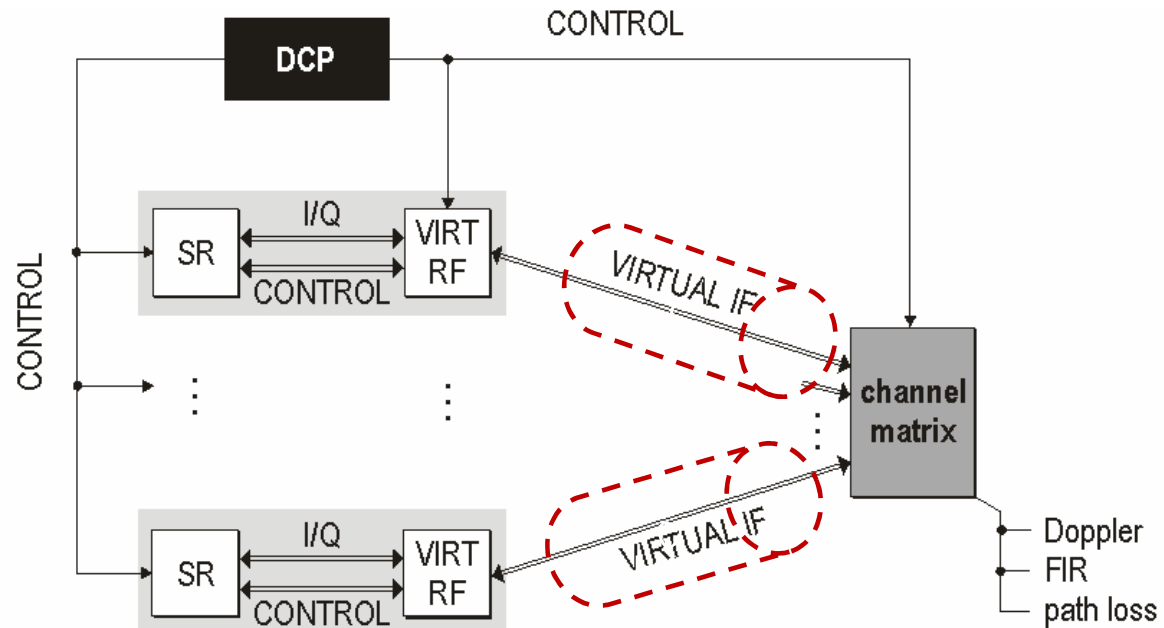 CONTROL
DCP
I/Q
SR
VIRT
RF
CONTROL
VIRTUAL IF
CONTROL
channel
matrix
I/Q
SR
VIRT
RF
CONTROL
VIRTUAL IF
Doppler
FIR
path loss